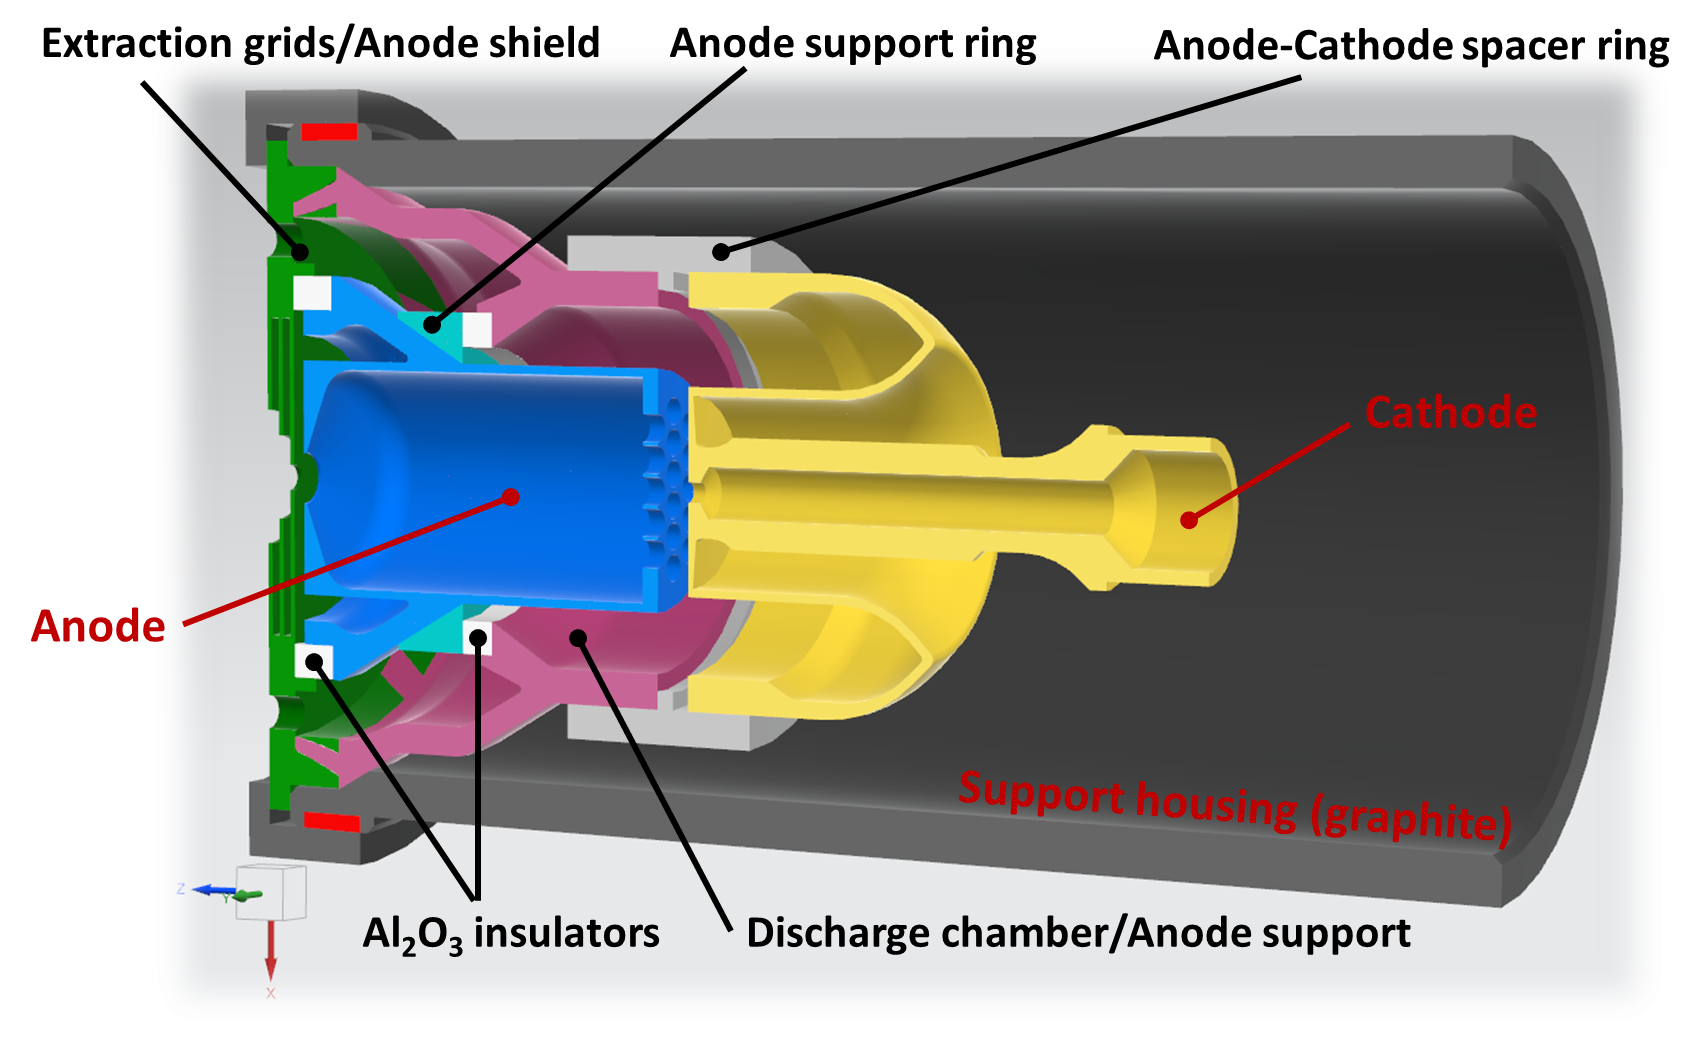 Extraction grids/Anode shield
Anode support ring
Anode-Cathode spacer ring
Cathode
Anode
Support housing (graphite)
Al₂O₃ insulators
Discharge chamber/Anode support
Z
Y
X